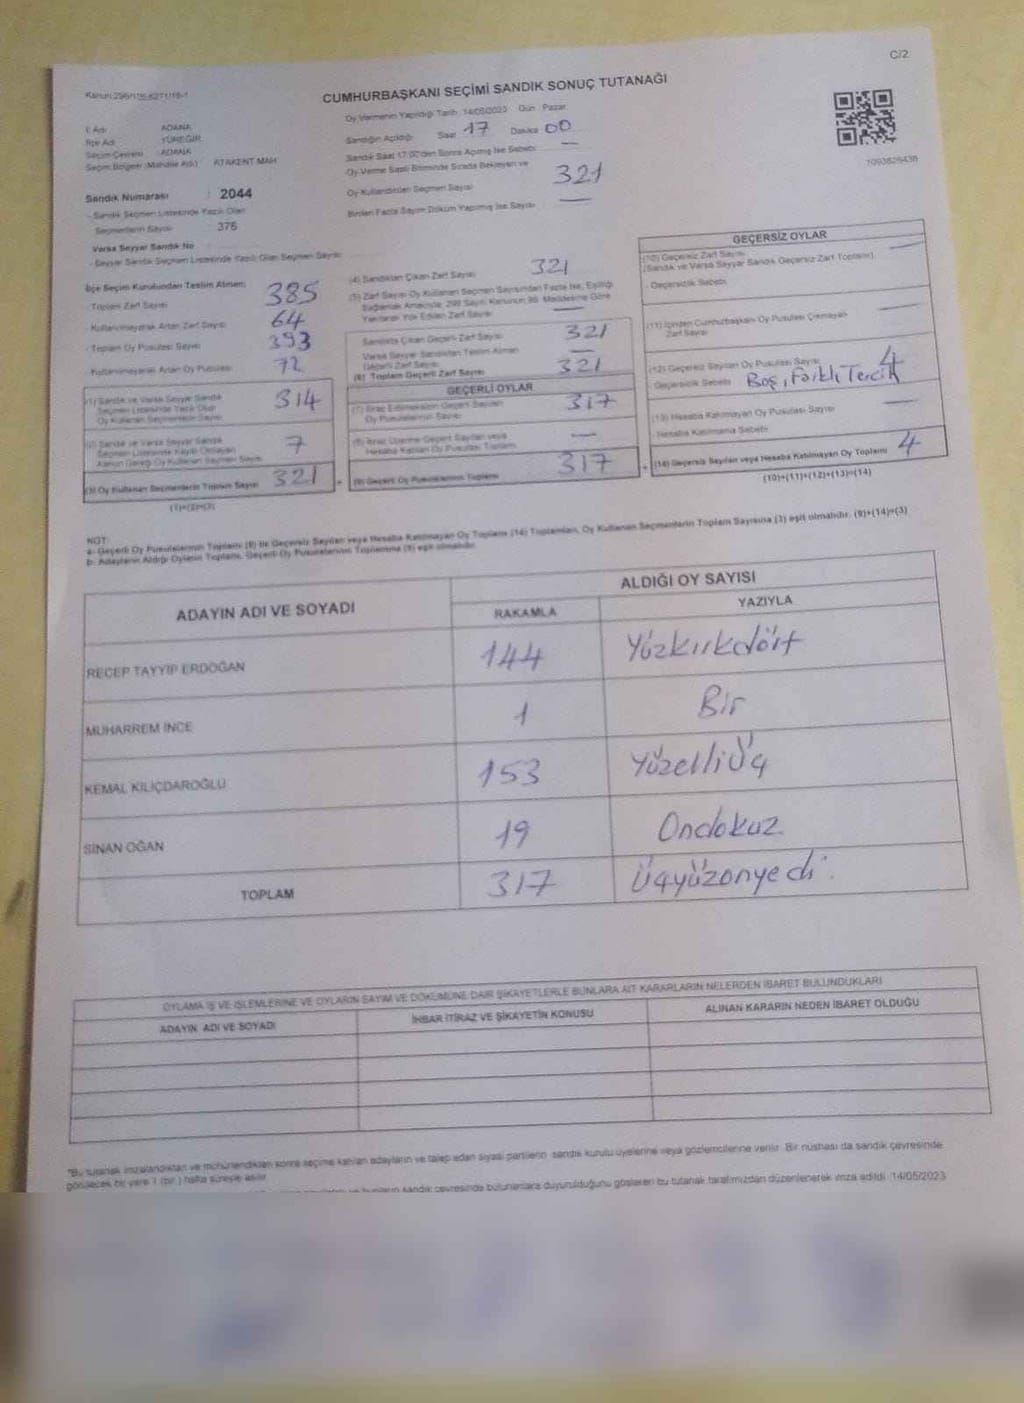 C/2
CUMHURBAŞKANI SEÇİMİ SANDIK SONUÇ TUTANAĞI
Oy Vermenin Yapıldığı Tarih : 14/05/2023 Gün : Pazar
İl Adı ADANA
İlçe Adı YÜREĞİR
Seçim Çevresi : ADANA
Seçim Bölgesi (Mahalle Adı) ATAKENT MAH
Sandığın Açıldığı Saat 17 Dakika 00
Sandık Saat 17:00'den Sonra Açılmış İse Sebebi
Oy Verme Saati Bitiminde Sırada Bekleyen ve
Oy Kullandırılan Seçmen Sayısı 321
Birden Fazla Sayım Döküm Yapılmış İse Sayısı
1093826438
Sandık Numarası : 2044
- Sandık Seçmen Listesinde Yazılı Olan
Seçmenlerin Sayısı 376
Varsa Seyyar Sandık No
- Seyyar Sandık Seçmen Listesinde Yazılı Olan Seçmen Sayısı
İlçe Seçim Kurulundan Teslim Alınan;
- Toplam Zarf Sayısı 385
- Kullanılmayarak Artan Zarf Sayısı 64
- Toplam Oy Pusulası Sayısı 393
- Kullanılmayarak Artan Oy Pusulası 72
(1) Sandık ve Varsa Seyyar Sandık
Seçmen Listesinde Yazılı Olup
Oy Kullanan Seçmenlerin Sayısı 314
(2) Sandık ve Varsa Seyyar Sandık
Seçmen Listesinde Kayıtlı Olmayan
Kanun Gereği Oy Kullanan Seçmen Sayısı 7
(3) Oy Kullanan Seçmenlerin Toplam Sayısı 321
(1)+(2)=(3)
(4) Sandıktan Çıkan Zarf Sayısı 321
(5) Zarf Sayısı Oy Kullanan Seçmen Sayısından Fazla İse, Eşitliği
Sağlamak Amacıyla, 298 Sayılı Kanunun 98. Maddesine Göre
Yakılarak Yok Edilen Zarf Sayısı
Sandıkta Çıkan Geçerli Zarf Sayısı 321
Varsa Seyyar Sandıktan Teslim Alınan
Geçerli Zarf Sayısı
(6) Toplam Geçerli Zarf Sayısı 321
GEÇERLİ OYLAR
(7) İtiraz Edilmeksizin Geçerli Sayılan
Oy Pusulalarının Sayısı 317
(8) İtiraz Üzerine Geçerli Sayılan veya
Hesaba Katılan Oy Pusulası Toplamı
(9) Geçerli Oy Pusulalarının Toplamı 317
GEÇERSİZ OYLAR
(10) Geçersiz Zarf Sayısı
(Sandık ve Varsa Seyyar Sandık Geçersiz Zarf Toplamı)
- Geçersizlik Sebebi
(11) İçinden Cumhurbaşkanı Oy Pusulası Çıkmayan
Zarf Sayısı
(12) Geçersiz Sayılan Oy Pusulası Sayısı 4
- Geçersizlik Sebebi Boş, Farklı Tercih
(13) Hesaba Katılmayan Oy Pusulası Sayısı
- Hesaba Katılmama Sebebi
(14) Geçersiz Sayılan veya Hesaba Katılmayan Oy Toplamı 4
(10)+(11)+(12)+(13)=(14)
NOT:
a- Geçerli Oy Pusulalarının Toplamı (9) ile Geçersiz Sayılan veya Hesaba Katılmayan Oy Toplamı (14) Toplamları, Oy Kullanan Seçmenlerin Toplam Sayısına (3) eşit olmalıdır. (9)+(14)=(3)
b- Adayların Aldığı Oyların Toplamı, Geçerli Oy Pusulalarının Toplamına (9) eşit olmalıdır.
ADAYIN ADI VE SOYADI
ALDIĞI OY SAYISI
RAKAMLA YAZIYLA
RECEP TAYYİP ERDOĞAN 144 Yüzkırkdört
MUHARREM İNCE 1 Bir
KEMAL KILIÇDAROĞLU 153 Yüzelliüç
SİNAN OĞAN 19 Ondokuz
TOPLAM 317 Üçyüzonyedi
OYLAMA İŞ VE İŞLEMLERİNE VE OYLARIN SAYIM VE DÖKÜMÜNE DAİR ŞİKAYETLERLE BUNLARA AİT KARARLARIN NELERDEN İBARET BULUNDUKLARI
ADAYIN ADI VE SOYADI İHBAR İTİRAZ VE ŞİKAYETİN KONUSU ALINAN KARARIN NEDEN İBARET OLDUĞU
*Bu tutanak imzalandıktan ve mühürlendikten sonra seçime katılan adayların ve talep eden siyasi partilerin sandık kurulu üyelerine veya gözlemcilerine verilir. Bir nüshası da sandık çevresinde
görülecek bir yere 1 (bir ) hafta süreyle asılır.
sandık çevresinde bulunanlara duyurulduğunu gösteren bu tutanak tarafımızdan düzenlenerek imza edildi. 14/05/2023